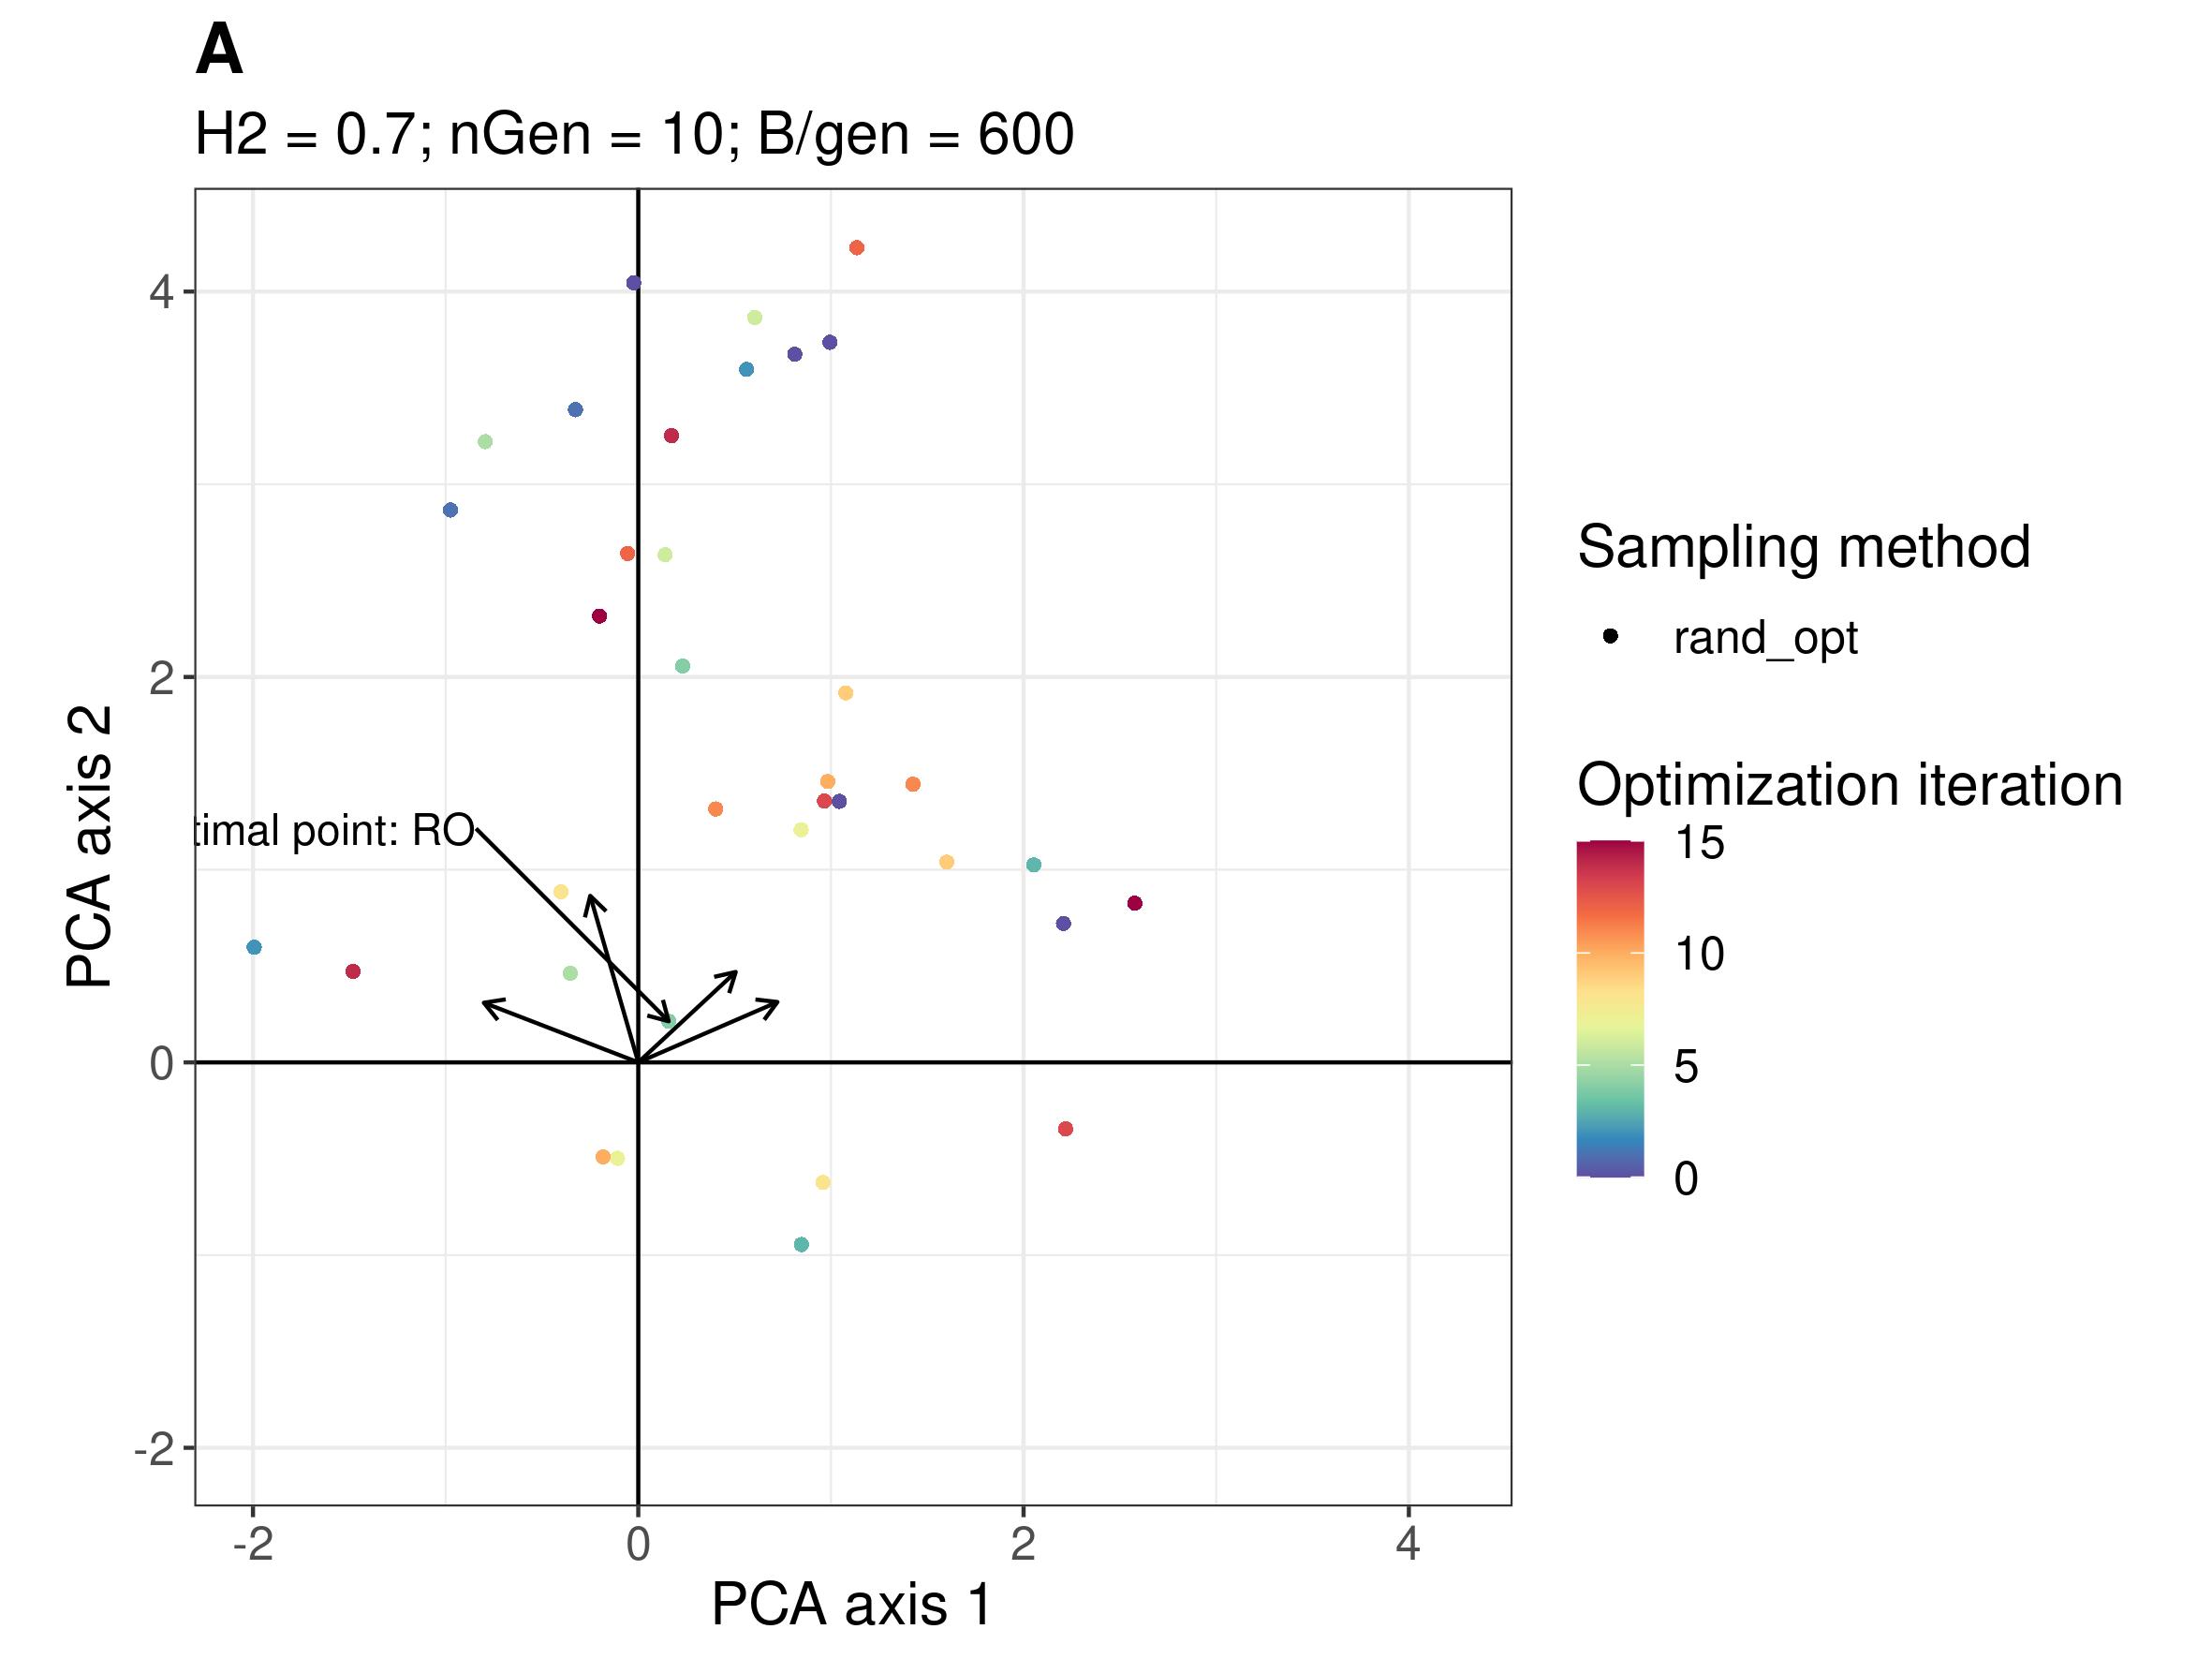 A
H2 = 0.7; nGen = 10; B/gen = 600
4
2
0
-2
PCA axis 2
timal point: RO
-2
0
2
4
PCA axis 1
Sampling method
rand_opt
Optimization iteration
15
10
5
0